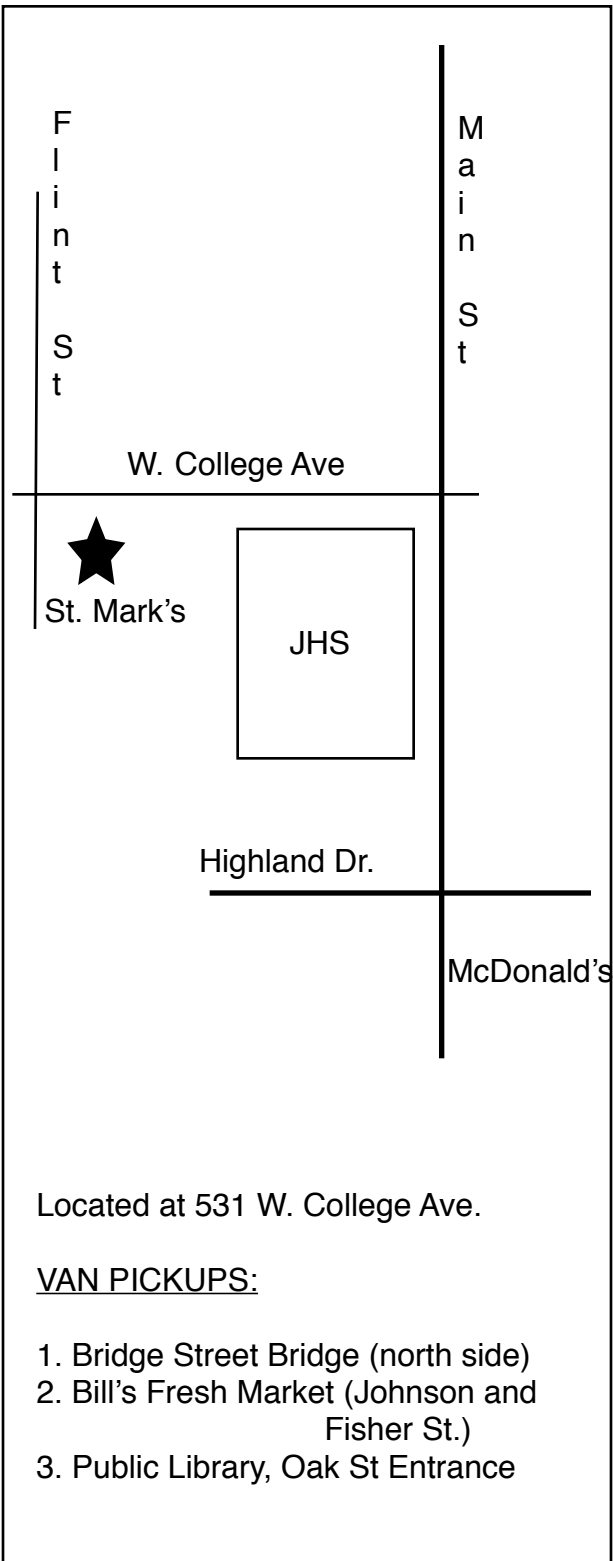 Flint St
Main St
W. College Ave
St. Mark's
JHS
Highland Dr.
McDonald's
Located at 531 W. College Ave.
VAN PICKUPS:
1. Bridge Street Bridge (north side)
2. Bill's Fresh Market (Johnson and
Fisher St.)
3. Public Library, Oak St Entrance